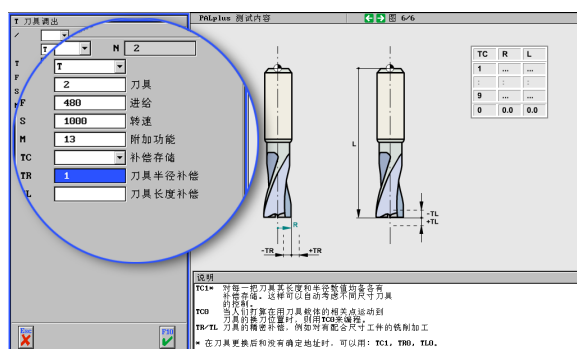 T 刀具调出
PALplus 测试内容
图 6/6
N 2
T
T T
F 2 刀具
S F 480 进给
S 1000 转速
M 13 附加功能
TC 补偿存储
TR 1 刀具半径补偿
L 刀具长度补偿
TC R L
1 ... ...
: : :
9 ... ...
0 0.0 0.0
L
R
-TR +TR
-TL
+TL
说明
TC1* 对每一把刀具其长度和半径数值均备各有
补偿存储。这样可以自动考虑不同尺寸刀具
的控制。
TC0 当人们打算在用刀具载体的相关点运动到
刀具的换刀位置时，则用TC0来编程。
TR/TL 刀具的精密补偿，例如对有配合尺寸工件的铣削加工
* 在刀具更换后和没有确定地址时，可以用: TC1, TR0, TL0。
Esc
F10